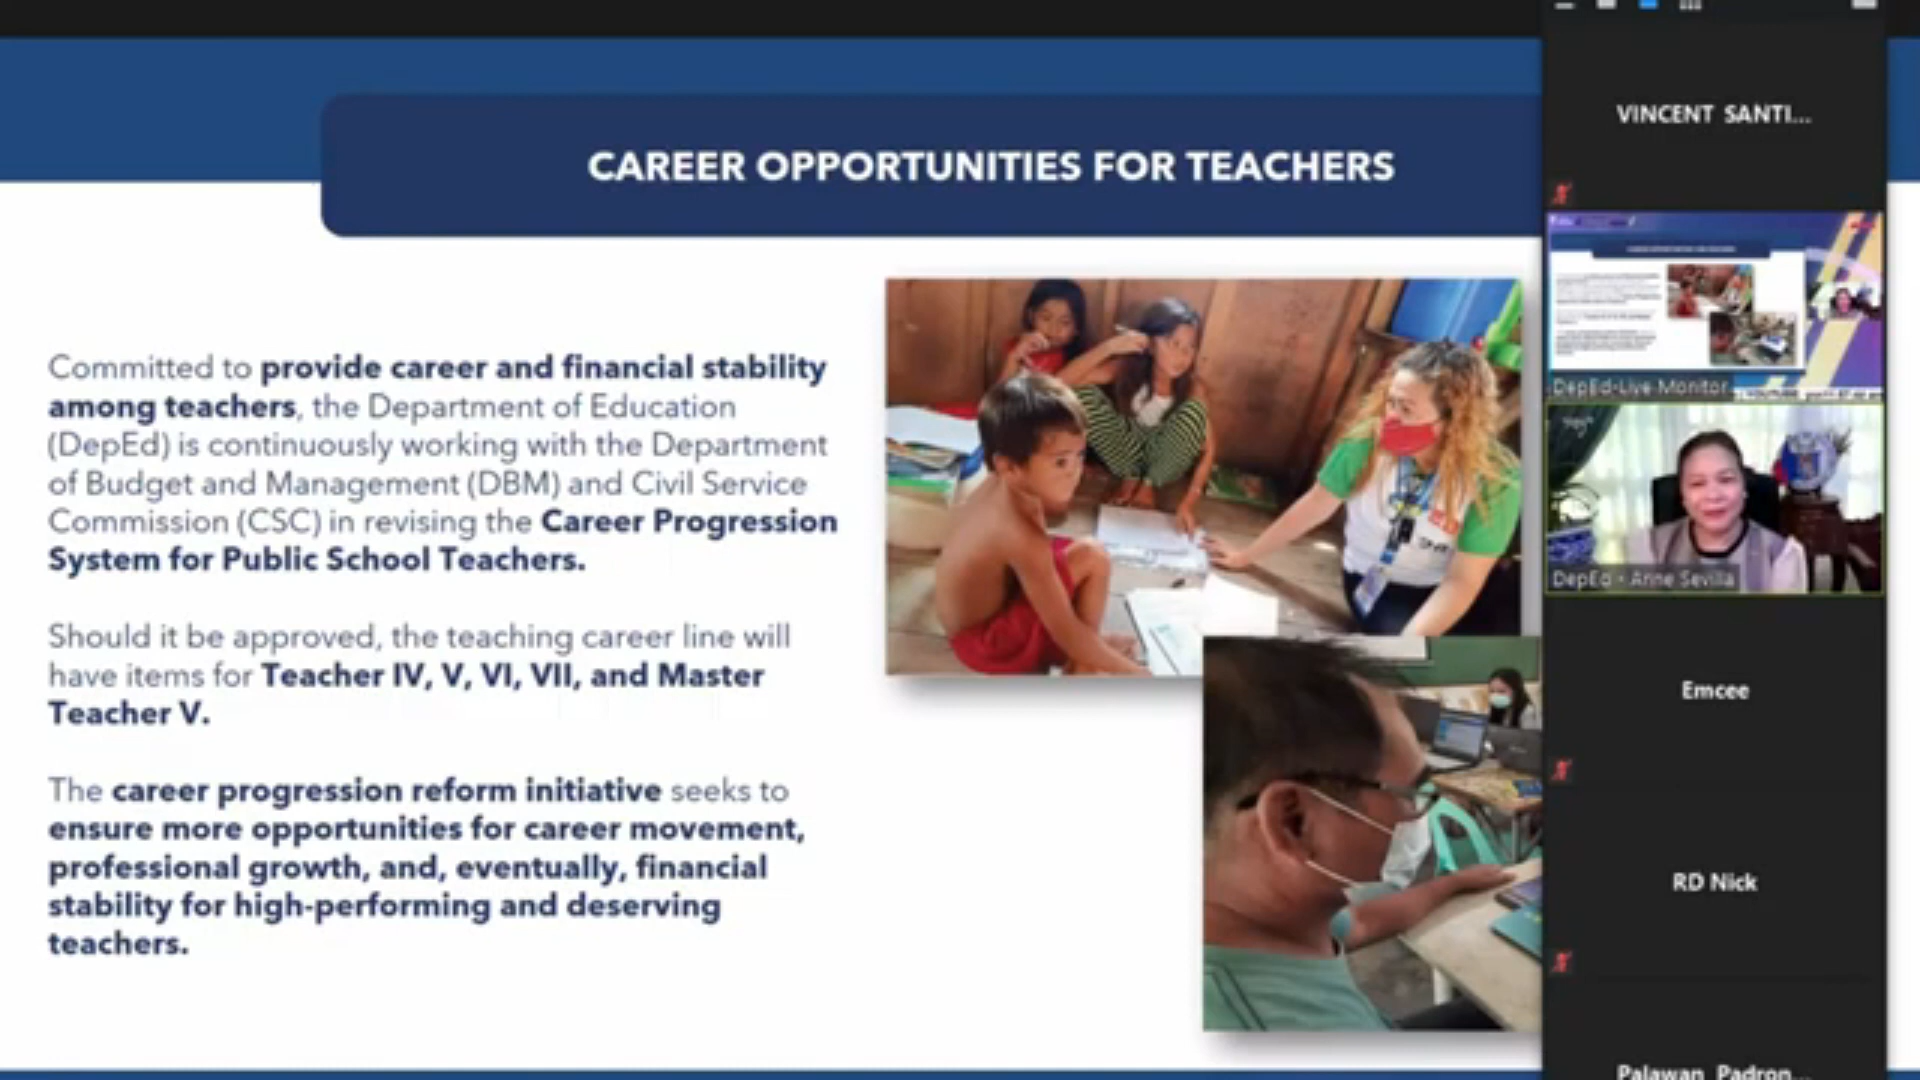 CAREER OPPORTUNITIES FOR TEACHERS
Committed to provide career and financial stability
among teachers, the Department of Education
(DepEd) is continuously working with the Department
of Budget and Management (DBM) and Civil Service
Commission (CSC) in revising the Career Progression
System for Public School Teachers.
Should it be approved, the teaching career line will
have items for Teacher IV, V, VI, VII, and Master
Teacher V.
The career progression reform initiative seeks to
ensure more opportunities for career movement,
professional growth, and, eventually, financial
stability for high-performing and deserving
teachers.
VINCENT SANTI...
DepEd-Live Monitor
DepEd - Anne Sevilla
Emcee
RD Nick
Palawan_Padron...